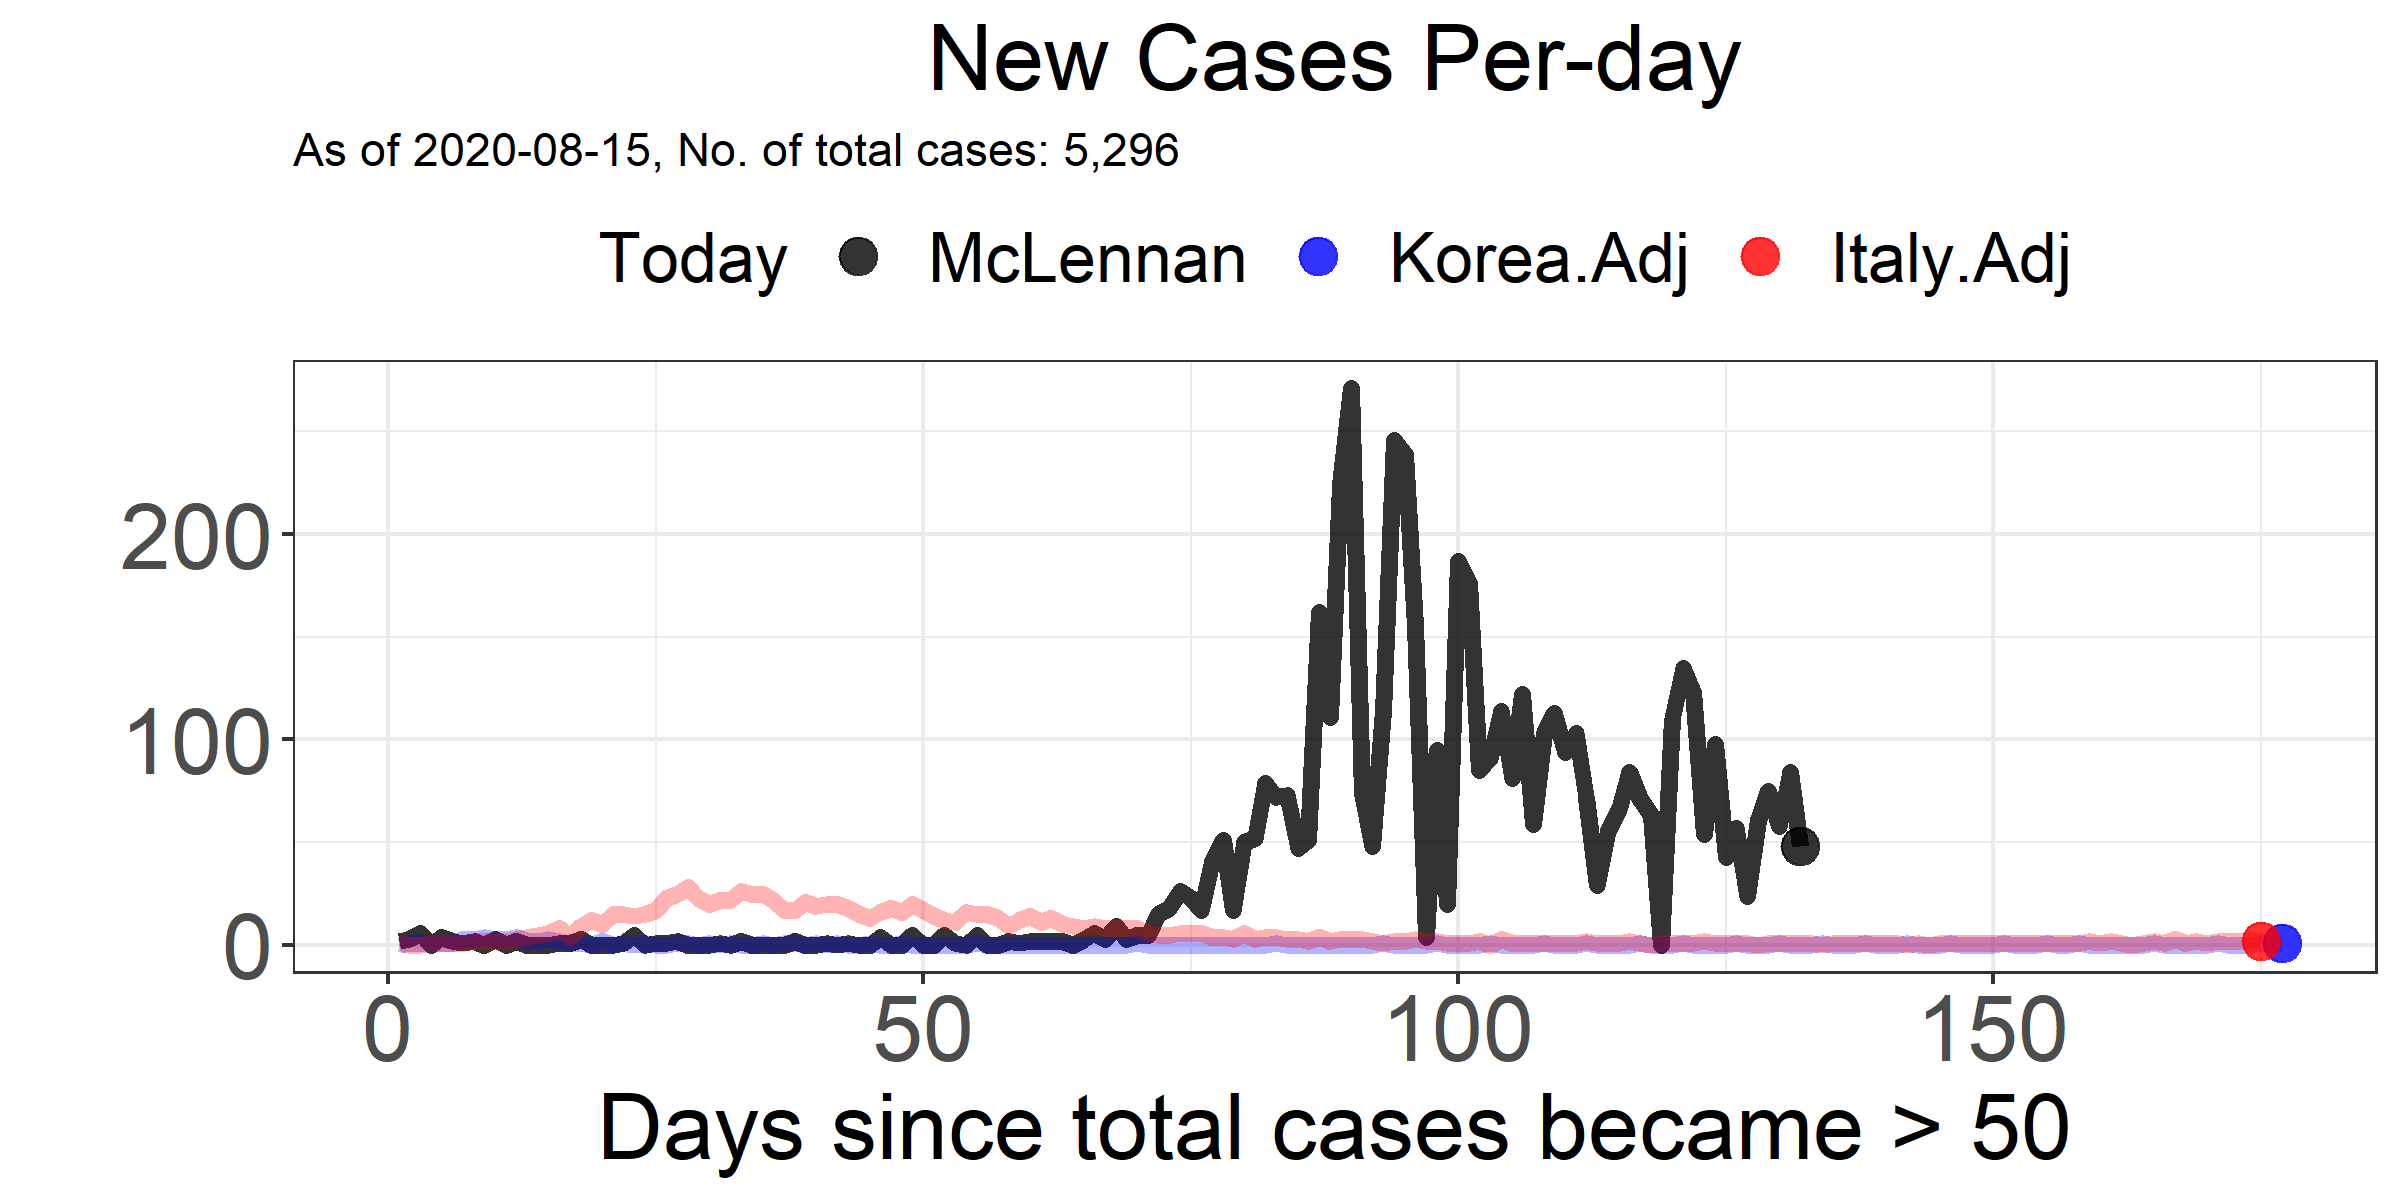 New Cases Per-day
As of 2020-08-15, No. of total cases: 5,296
Today McLennan Korea.Adj Italy.Adj
200
100
0
0 50 100 150
Days since total cases became > 50